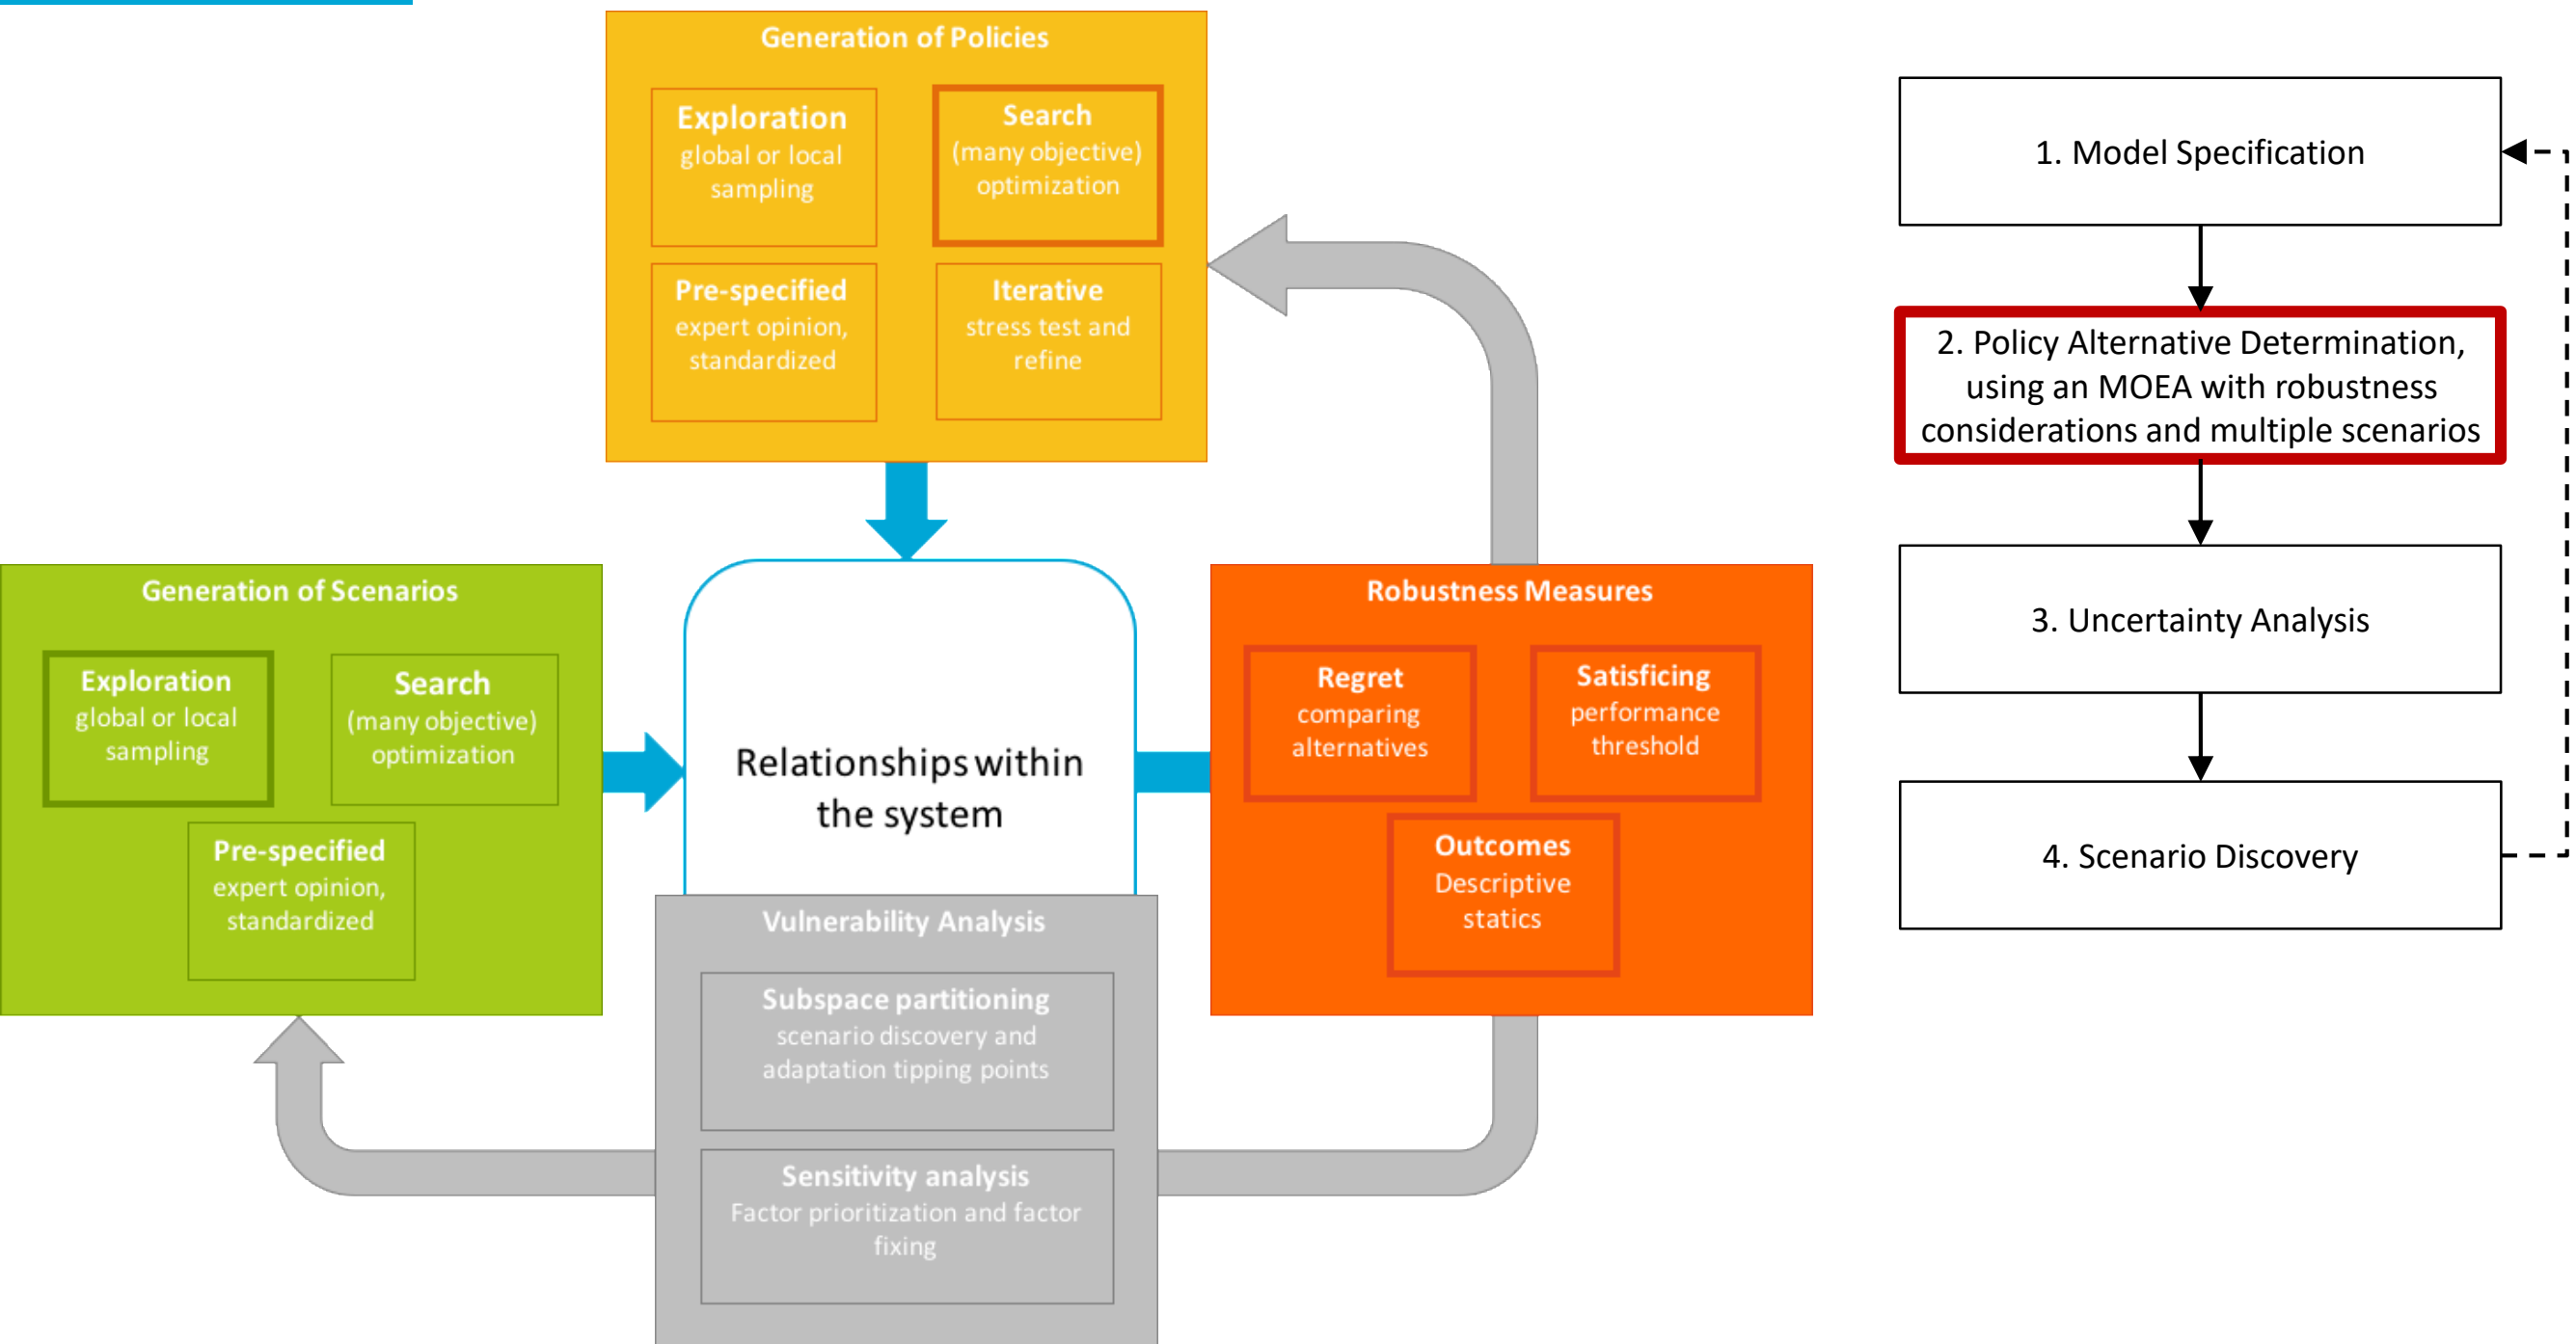 Generation of Policies
Exploration
global or local
sampling
Search
(many objective)
optimization
Pre-specified
expert opinion,
standardized
Iterative
stress test and
refine
Generation of Scenarios
Exploration
global or local
sampling
Search
(many objective)
optimization
Pre-specified
expert opinion,
standardized
Relationships within
the system
Robustness Measures
Regret
comparing
alternatives
Satisficing
performance
threshold
Outcomes
Descriptive
statics
Vulnerability Analysis
Subspace partitioning
scenario discovery and
adaptation tipping points
Sensitivity analysis
Factor prioritization and factor
fixing
1. Model Specification
2. Policy Alternative Determination,
using an MOEA with robustness
considerations and multiple scenarios
3. Uncertainty Analysis
4. Scenario Discovery